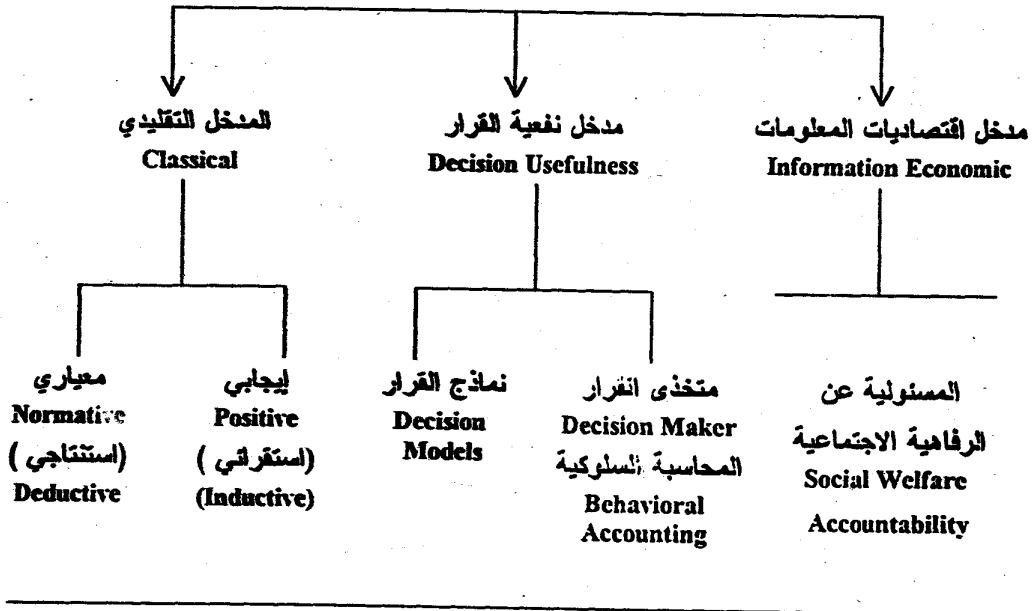 المدخل التقليدي
Classical
مدخل نفعية القرار
Decision Usefulness
مدخل اقتصاديات المعلومات
Information Economic
معياري
Normative
(استنتاجي)
Deductive
إيجابي
Positive
(استقرائي)
(Inductive)
نماذج القرار
Decision
Models
متخذى القرار
Decision Maker
المحاسبة السلوكية
Behavioral
Accounting
المسئولية عن
الرفاهية الاجتماعية
Social Welfare
Accountability